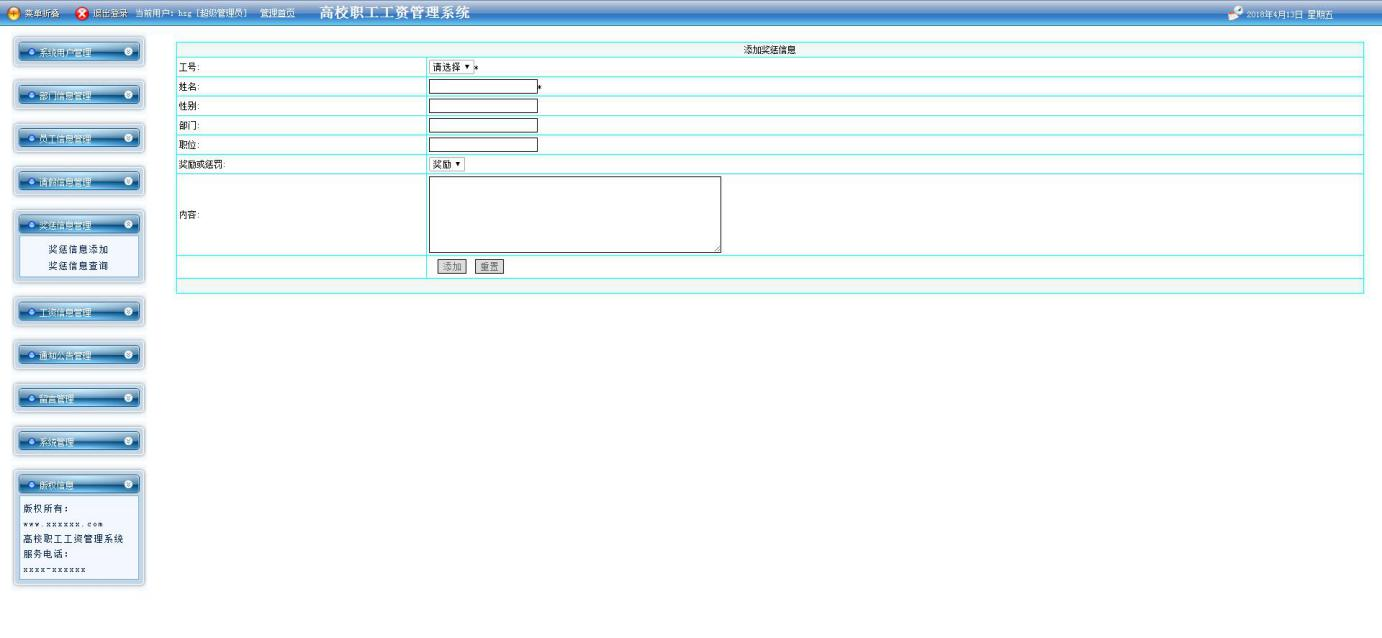 菜单折叠 退出登录 当前用户: hsg [超级管理员] 管理首页 高校职工工资管理系统 2018年4月13日 星期五
系统用户管理
部门信息管理
员工信息管理
请假信息管理
奖惩信息管理
奖惩信息添加
奖惩信息查询
工资信息管理
通知公告管理
留言管理
系统管理
版权信息
版权所有:
www.xxxxxx.com
高校职工工资管理系统
服务电话:
xxxx-xxxxxx
添加奖惩信息
工号: 请选择 *
姓名: *
性别:
部门:
职位:
奖励或惩罚: 奖励
内容:
添加 重置